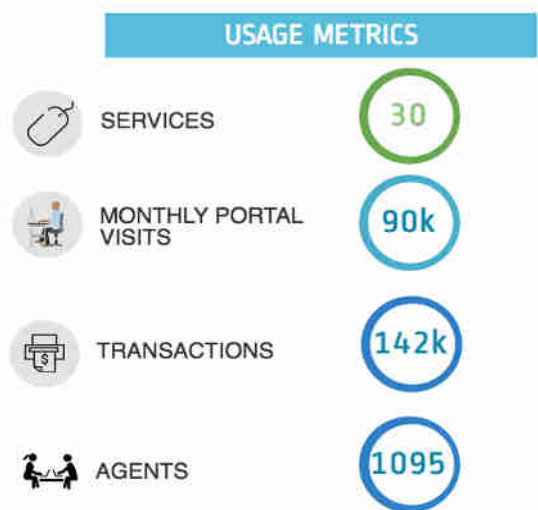 USAGE METRICS
SERVICES
30
MONTHLY PORTAL
VISITS
90k
$
TRANSACTIONS
142k
AGENTS
1095